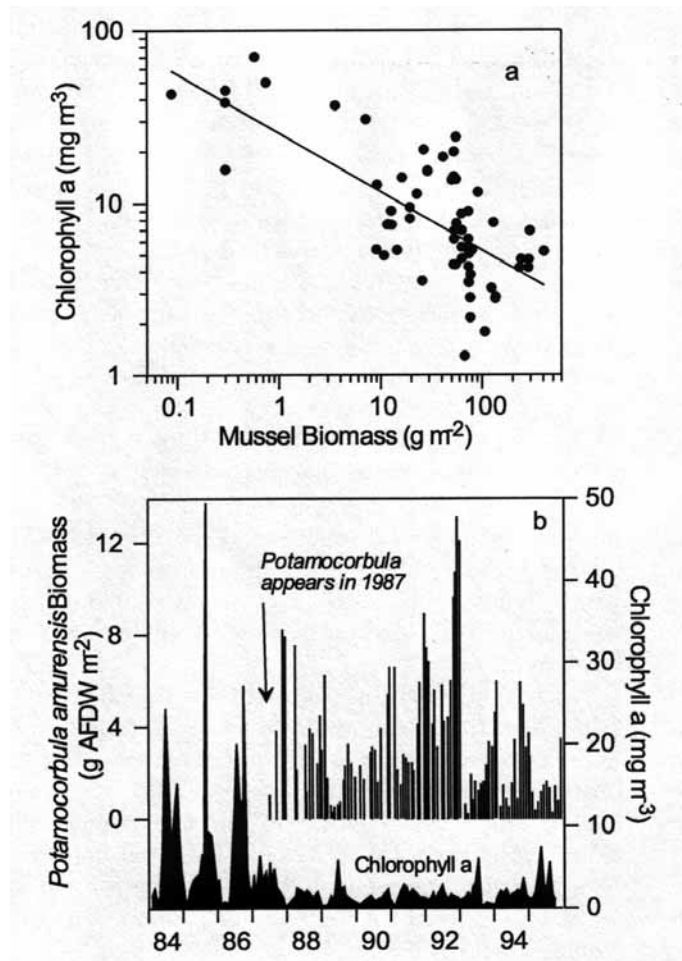 100
a
10
1
Chlorophyll a (mg m³)
0.1 1 10 100
Mussel Biomass (g m⁻²)
b
12
8
4
0
Potamocorbula amurensis Biomass
(g AFDW m⁻²)
Potamocorbula
appears in 1987
50
40
30
20
10
0
Chlorophyll a (mg m⁻³)
Chlorophyll a
84 86 88 90 92 94